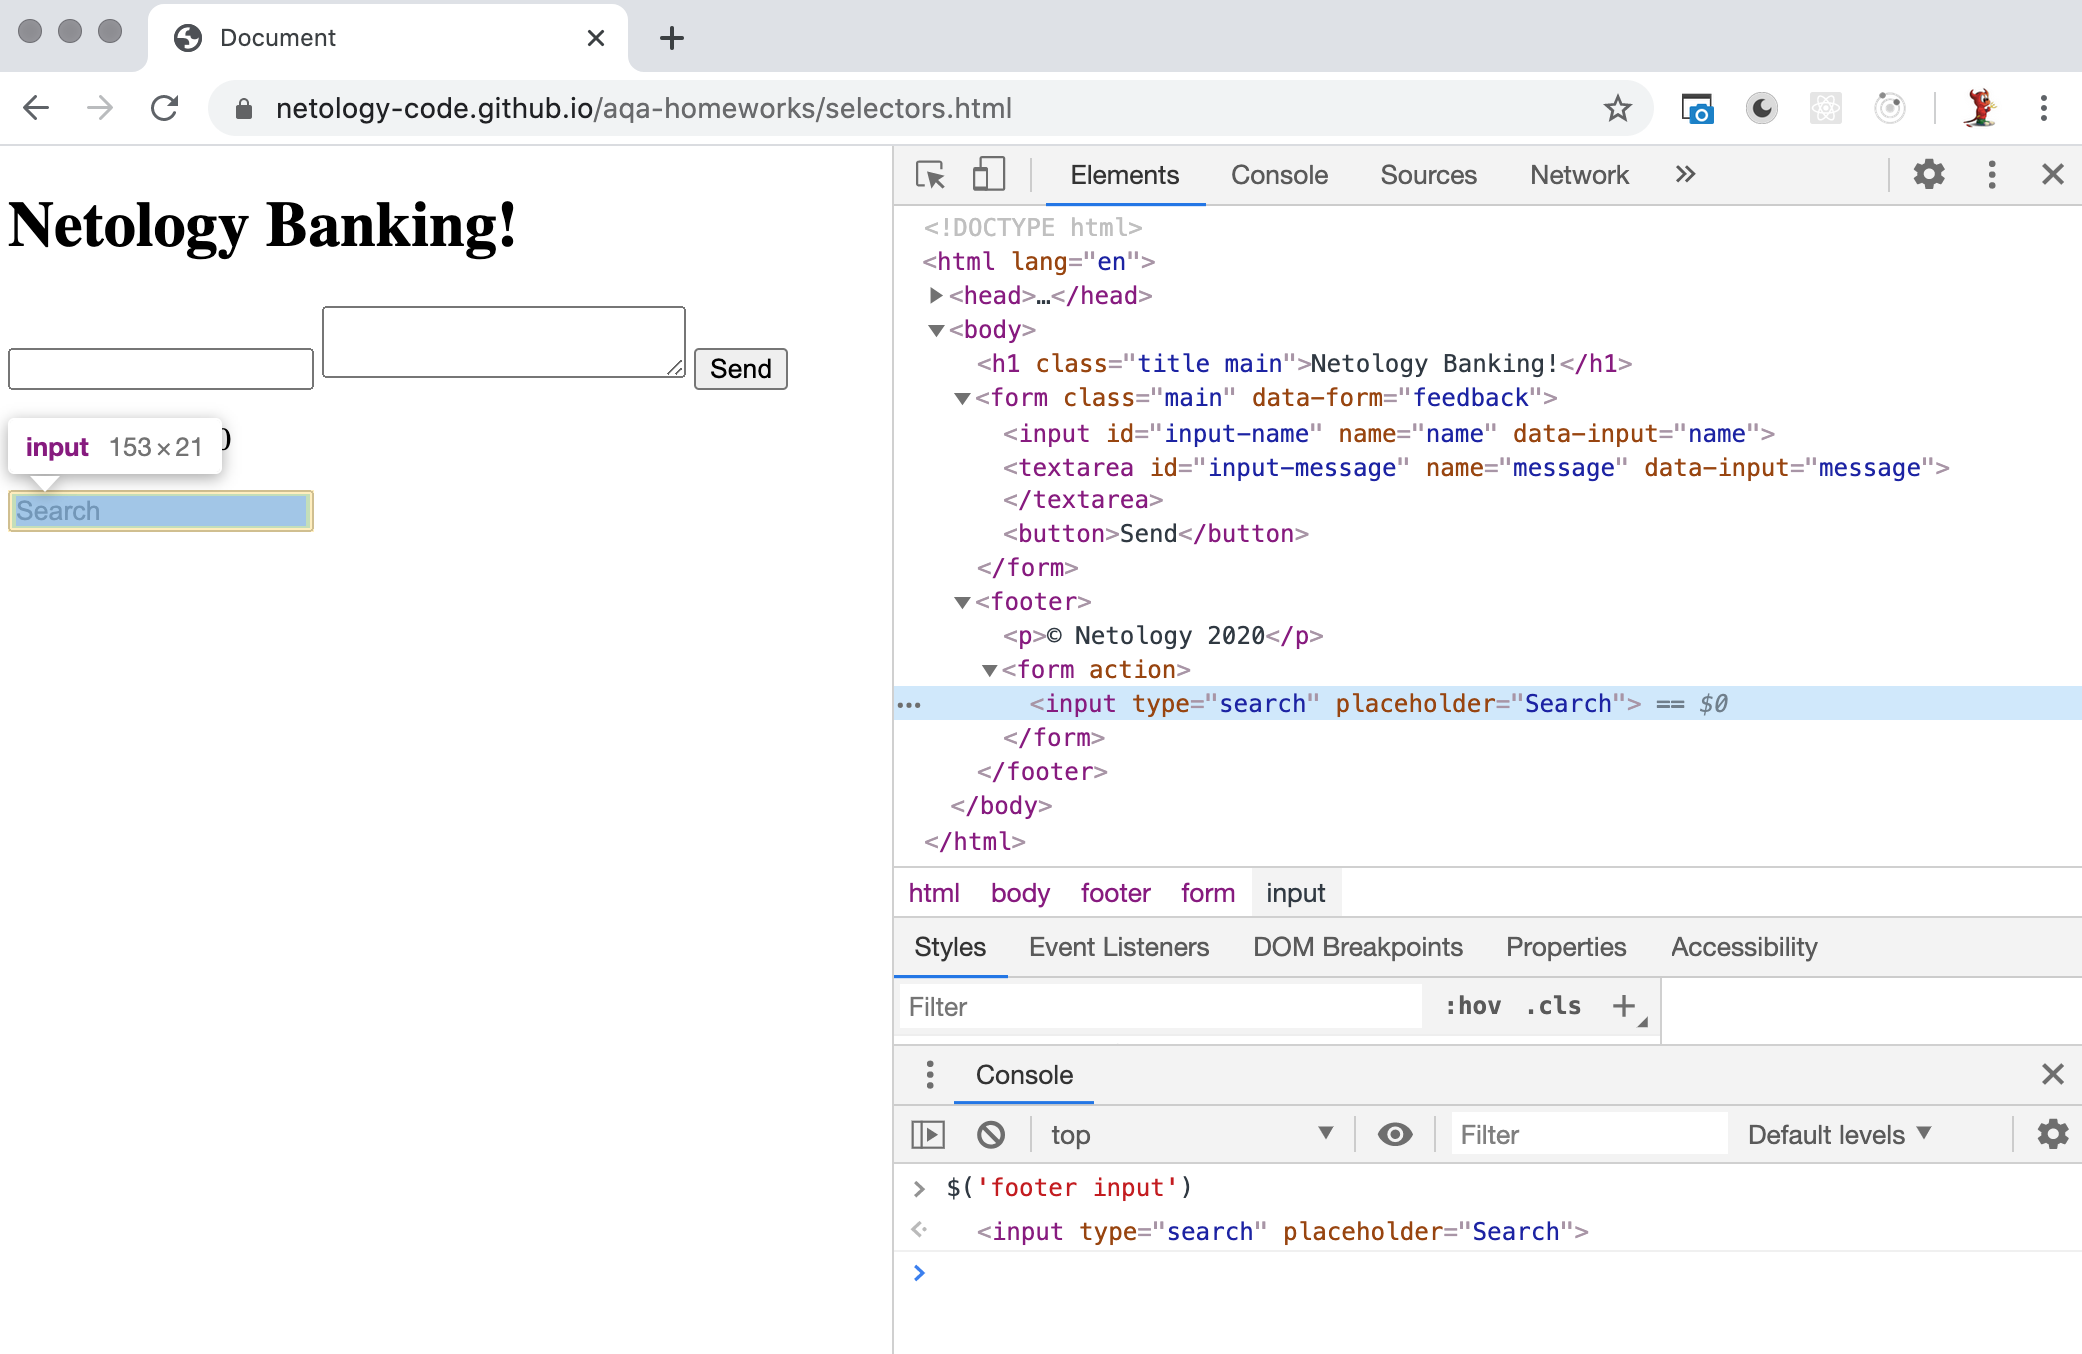 Document
netology-code.github.io/aqa-homeworks/selectors.html
Netology Banking!
Send
input 153 × 21
Search
Elements Console Sources Network
<!DOCTYPE html>
<html lang="en">
<head>…</head>
<body>
<h1 class="title main">Netology Banking!</h1>
<form class="main" data-form="feedback">
<input id="input-name" name="name" data-input="name">
<textarea id="input-message" name="message" data-input="message">
</textarea>
<button>Send</button>
</form>
<footer>
<p>© Netology 2020</p>
<form action>
<input type="search" placeholder="Search"> == $0
</form>
</footer>
</body>
</html>
html body footer form input
Styles Event Listeners DOM Breakpoints Properties Accessibility
Filter :hov .cls +
Console
top Filter Default levels
$('footer input')
<input type="search" placeholder="Search">